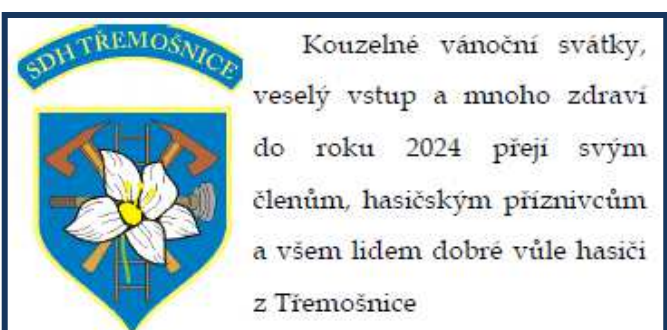 SDH TŘEMOŠNICE
Kouzelné vánoční svátky,
veselý vstup a mnoho zdraví
do roku 2024 přejí svým
členům, hasičským příznivcům
a všem lidem dobré vůle hasiči
z Třemošnice